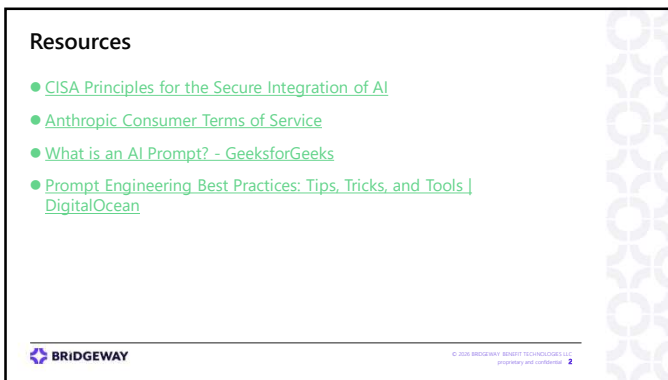 Resources
CISA Principles for the Secure Integration of AI
Anthropic Consumer Terms of Service
What is an AI Prompt? - GeeksforGeeks
Prompt Engineering Best Practices: Tips, Tricks, and Tools |
DigitalOcean
BRIDGEWAY
© 2026 BRIDGEWAY BENEFIT TECHNOLOGIES LLC
proprietary and confidential 2